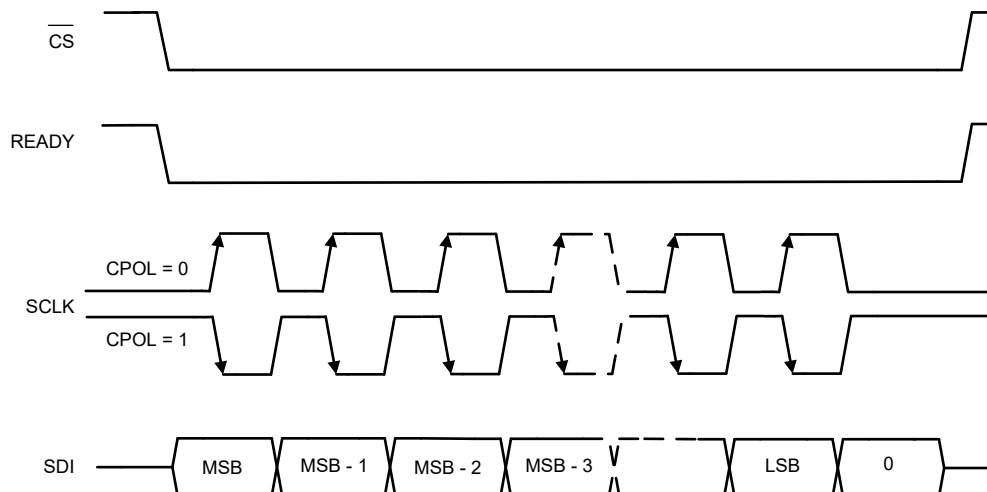 CS
READY
CPOL = 0
SCLK
CPOL = 1
SDI MSB MSB - 1 MSB - 2 MSB - 3 LSB 0